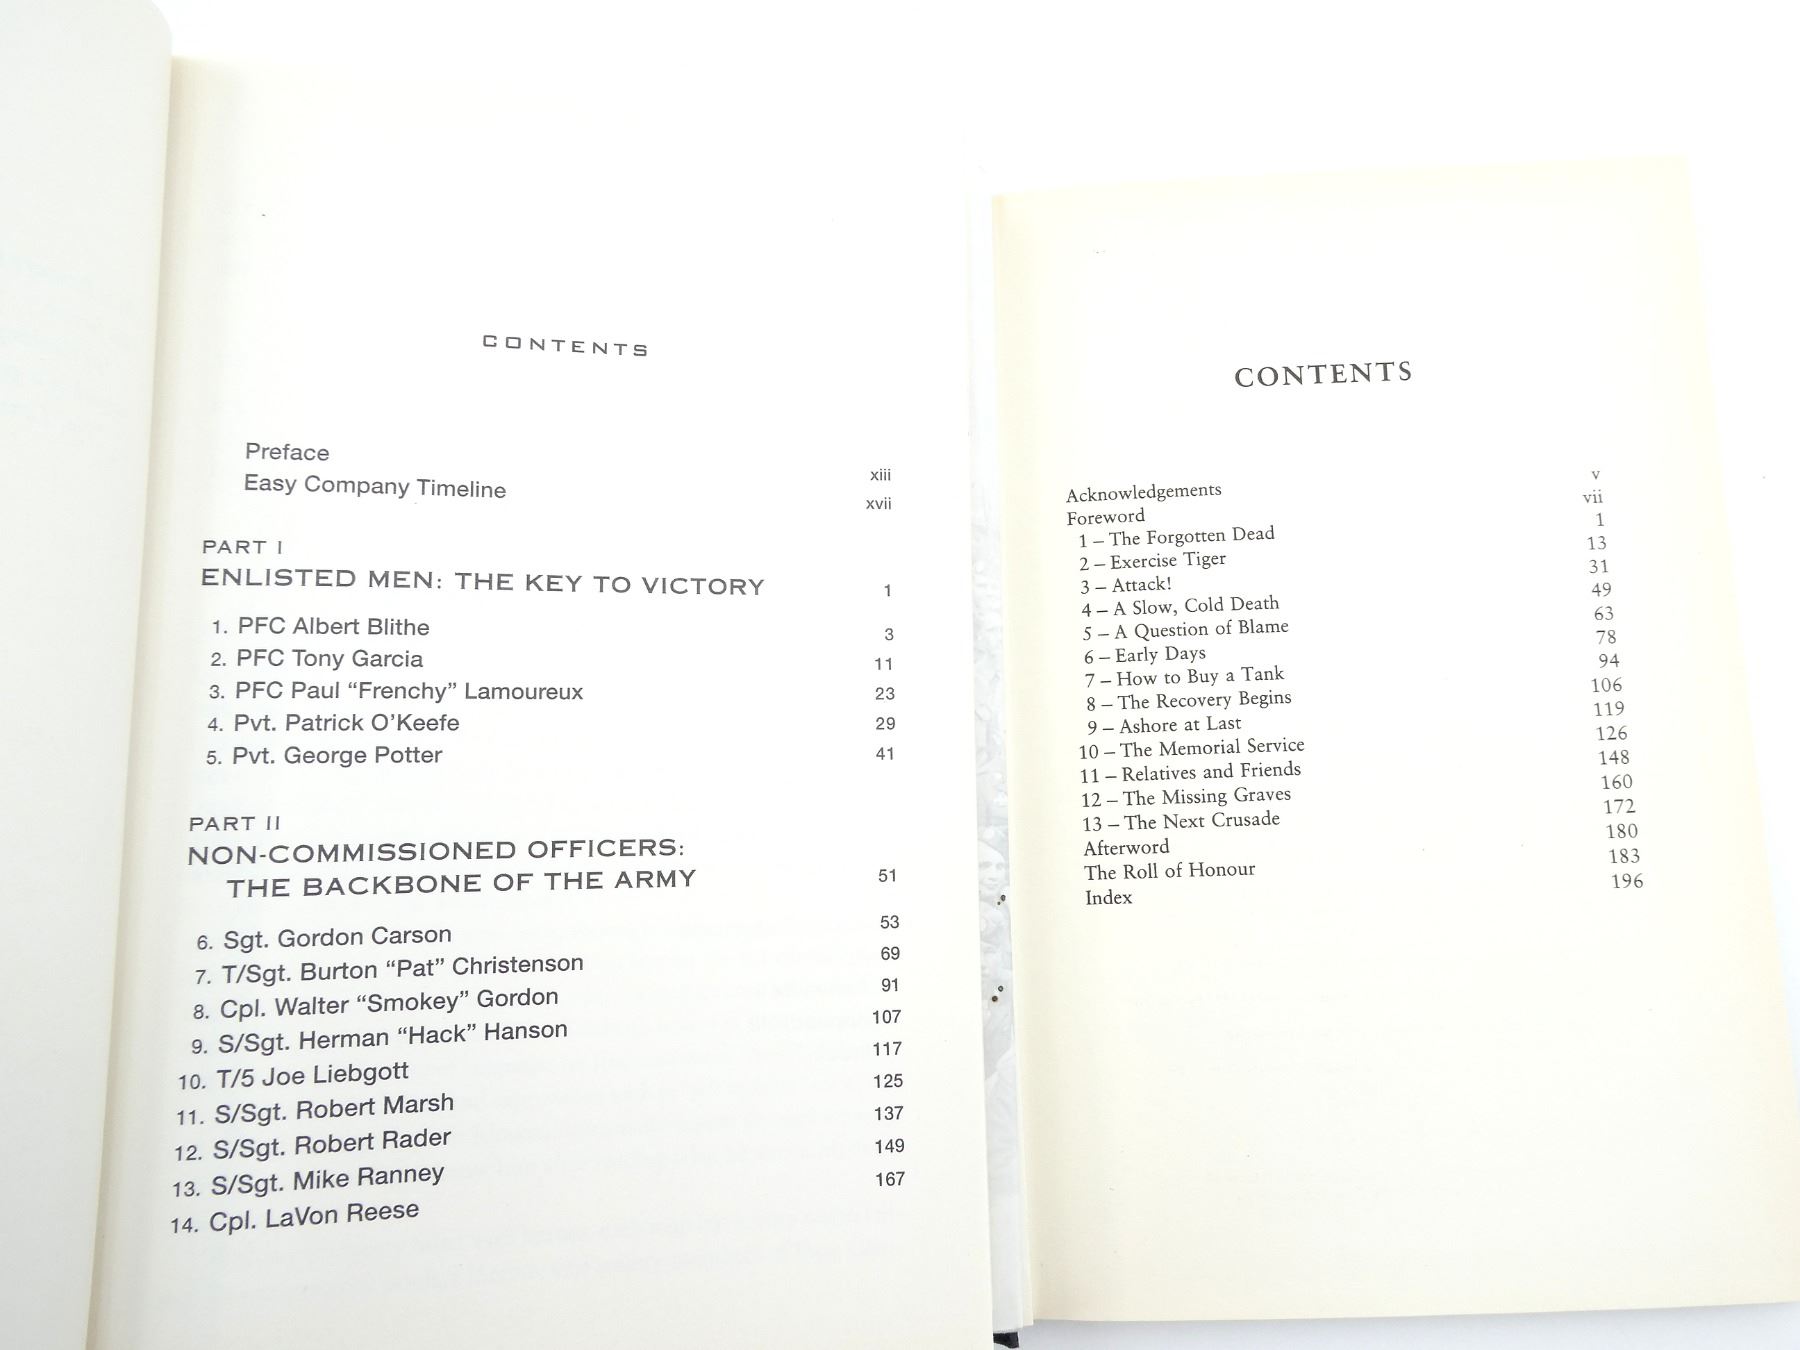 CONTENTS
Preface xiii
Easy Company Timeline xvii
PART I
ENLISTED MEN: THE KEY TO VICTORY 1
1. PFC Albert Blithe 3
2. PFC Tony Garcia 11
3. PFC Paul “Frenchy” Lamoureux 23
4. Pvt. Patrick O’Keefe 29
5. Pvt. George Potter 41
PART II
NON-COMMISSIONED OFFICERS:
THE BACKBONE OF THE ARMY 51
6. Sgt. Gordon Carson 53
7. T/Sgt. Burton “Pat” Christenson 69
8. Cpl. Walter “Smokey” Gordon 91
9. S/Sgt. Herman “Hack” Hanson 107
10. T/5 Joe Liebgott 117
11. S/Sgt. Robert Marsh 125
12. S/Sgt. Robert Rader 137
13. S/Sgt. Mike Ranney 149
14. Cpl. LaVon Reese 167
CONTENTS
Acknowledgements v
Foreword vii
1 – The Forgotten Dead 1
2 – Exercise Tiger 13
3 – Attack! 31
4 – A Slow, Cold Death 49
5 – A Question of Blame 63
6 – Early Days 78
7 – How to Buy a Tank 94
8 – The Recovery Begins 106
9 – Ashore at Last 119
10 – The Memorial Service 126
11 – Relatives and Friends 148
12 – The Missing Graves 160
13 – The Next Crusade 172
Afterword 180
The Roll of Honour 183
Index 196